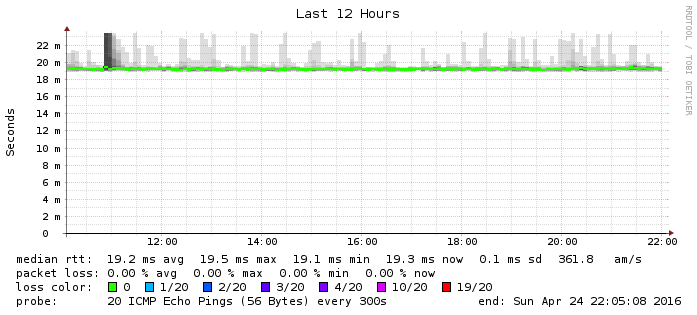 Last 12 Hours
RRDTOOL / TOBI OETIKER
Seconds
22 m
20 m
18 m
16 m
14 m
12 m
10 m
8 m
6 m
4 m
2 m
0
12:00 14:00 16:00 18:00 20:00 22:00
median rtt: 19.2 ms avg 19.5 ms max 19.1 ms min 19.3 ms now 0.1 ms sd 361.8 am/s
packet loss: 0.00 % avg 0.00 % max 0.00 % min 0.00 % now
loss color: 0 1/20 2/20 3/20 4/20 10/20 19/20
probe: 20 ICMP Echo Pings (56 Bytes) every 300s end: Sun Apr 24 22:05:08 2016